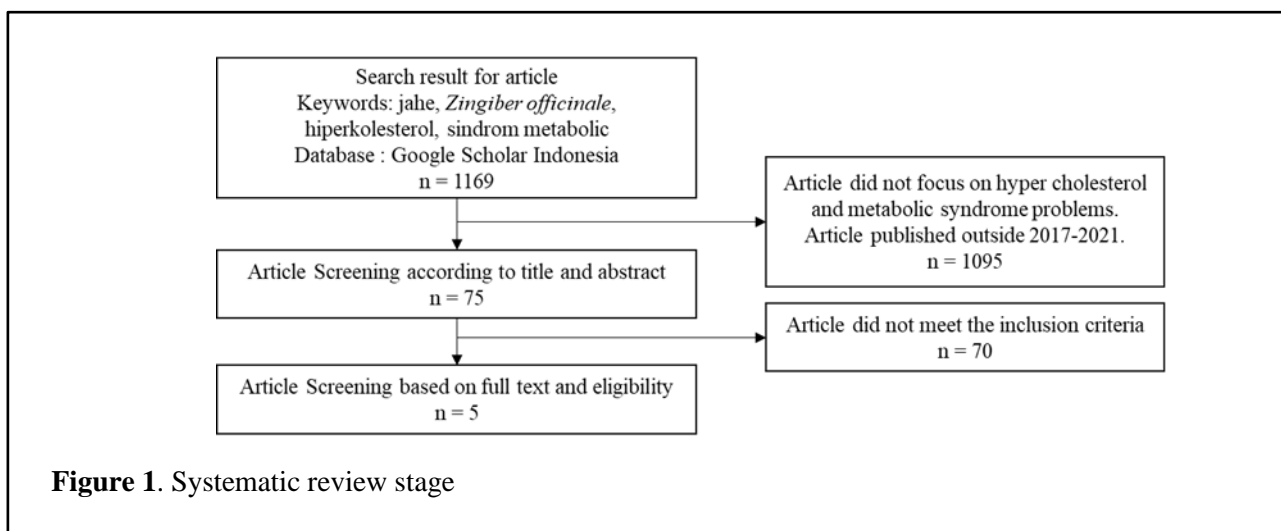 Search result for article
Keywords: jahe, Zingiber officinale,
hiperkolesterol, sindrom metabolic
Database : Google Scholar Indonesia
n = 1169
Article did not focus on hyper cholesterol
and metabolic syndrome problems.
Article published outside 2017-2021.
n = 1095
Article Screening according to title and abstract
n = 75
Article did not meet the inclusion criteria
n = 70
Article Screening based on full text and eligibility
n = 5
Figure 1. Systematic review stage